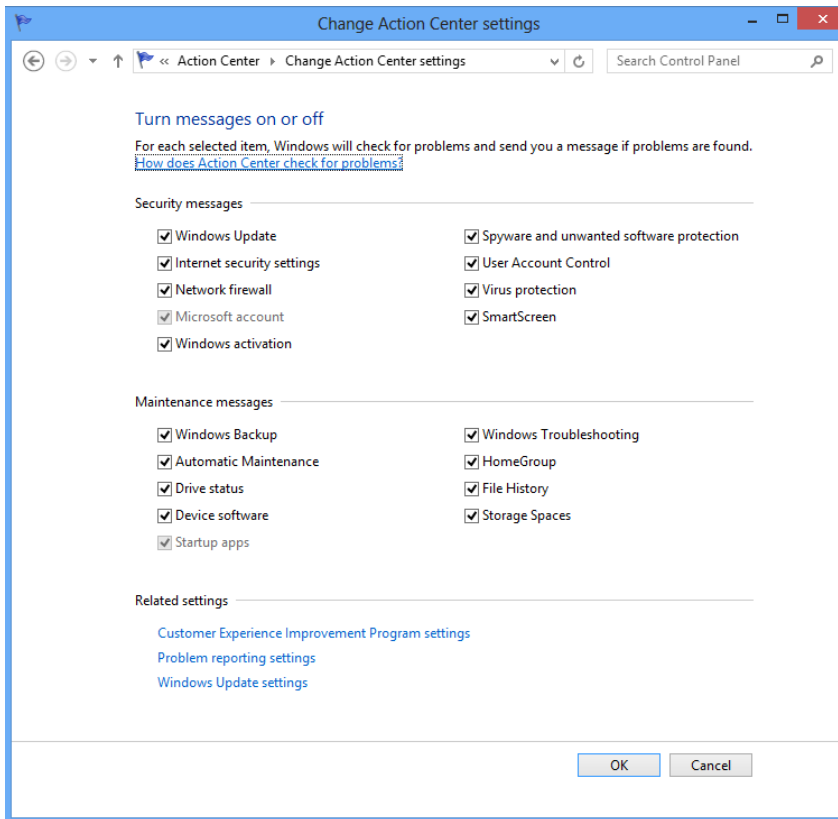 Change Action Center settings
« Action Center Change Action Center settings Search Control Panel
Turn messages on or off
For each selected item, Windows will check for problems and send you a message if problems are found.
How does Action Center check for problems?
Security messages
Windows Update Spyware and unwanted software protection
Internet security settings User Account Control
Network firewall Virus protection
Microsoft account SmartScreen
Windows activation
Maintenance messages
Windows Backup Windows Troubleshooting
Automatic Maintenance HomeGroup
Drive status File History
Device software Storage Spaces
Startup apps
Related settings
Customer Experience Improvement Program settings
Problem reporting settings
Windows Update settings
OK Cancel